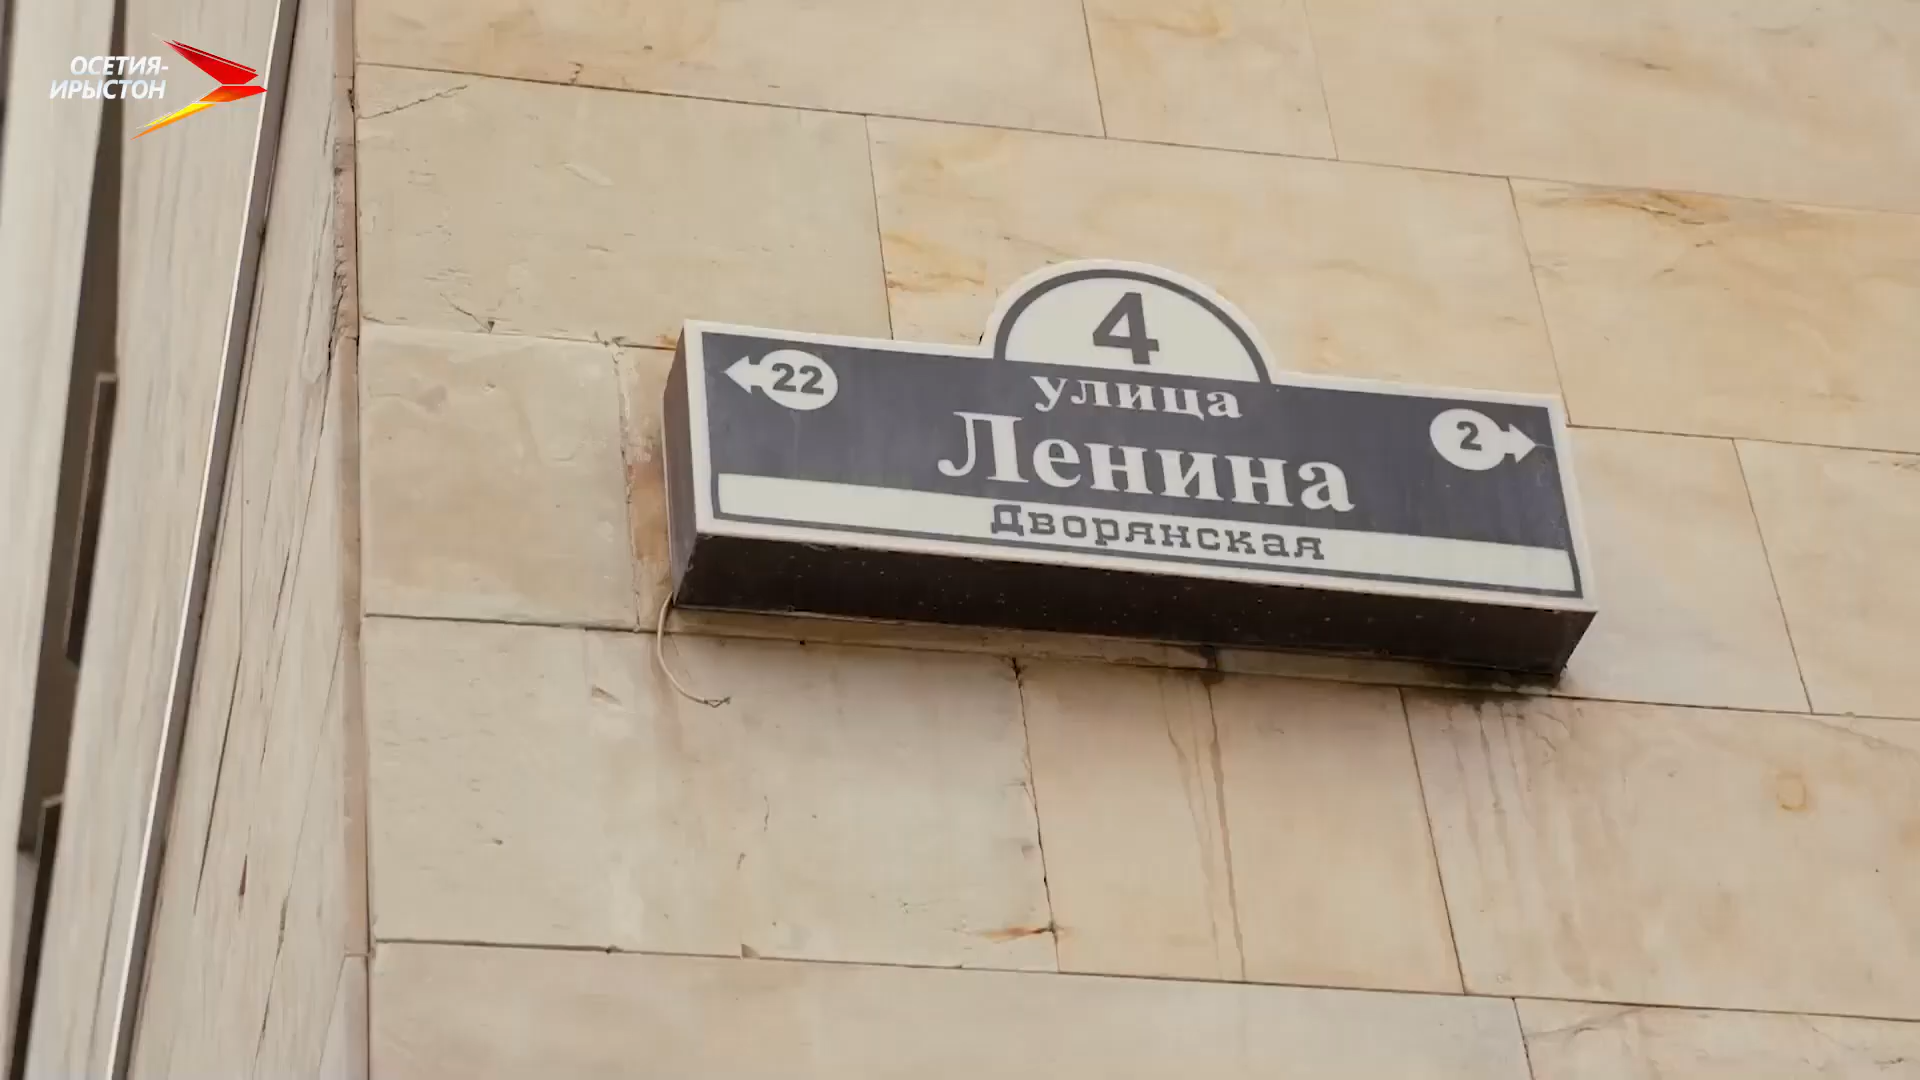 ОСЕТИЯ-
ИРЫСТОН
4
22
улица
2
Ленина
Дворянская